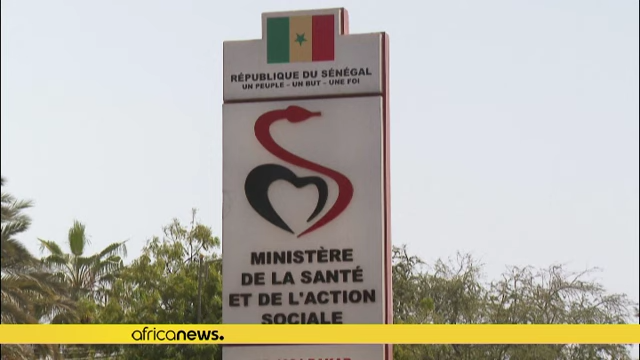 RÉPUBLIQUE DU SÉNÉGAL
UN PEUPLE - UN BUT - UNE FOI
MINISTÈRE
DE LA SANTÉ
ET DE L'ACTION
SOCIALE
africanews.